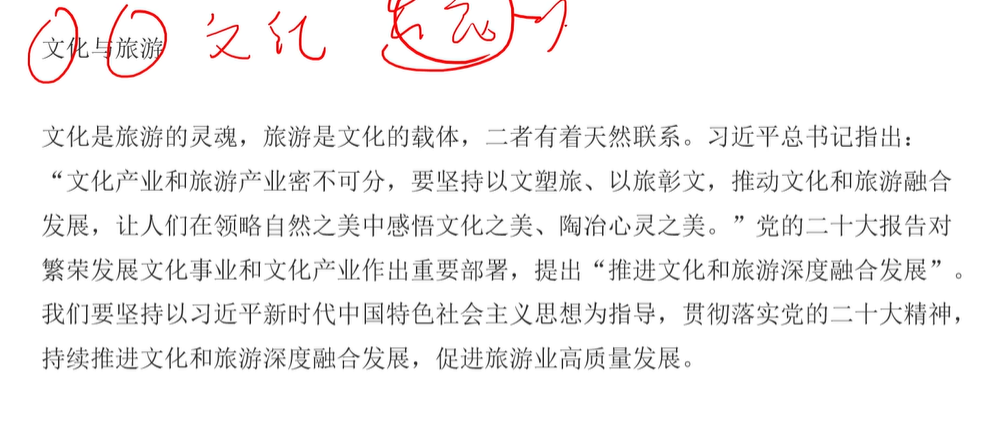 文化与旅游 文化
文化是旅游的灵魂，旅游是文化的载体，二者有着天然联系。习近平总书记指出：
“文化产业和旅游产业密不可分，要坚持以文塑旅、以旅彰文，推动文化和旅游融合
发展，让人们在领略自然之美中感悟文化之美、陶冶心灵之美。”党的二十大报告对
繁荣发展文化事业和文化产业作出重要部署，提出“推进文化和旅游深度融合发展”。
我们要坚持以习近平新时代中国特色社会主义思想为指导，贯彻落实党的二十大精神，
持续推进文化和旅游深度融合发展，促进旅游业高质量发展。